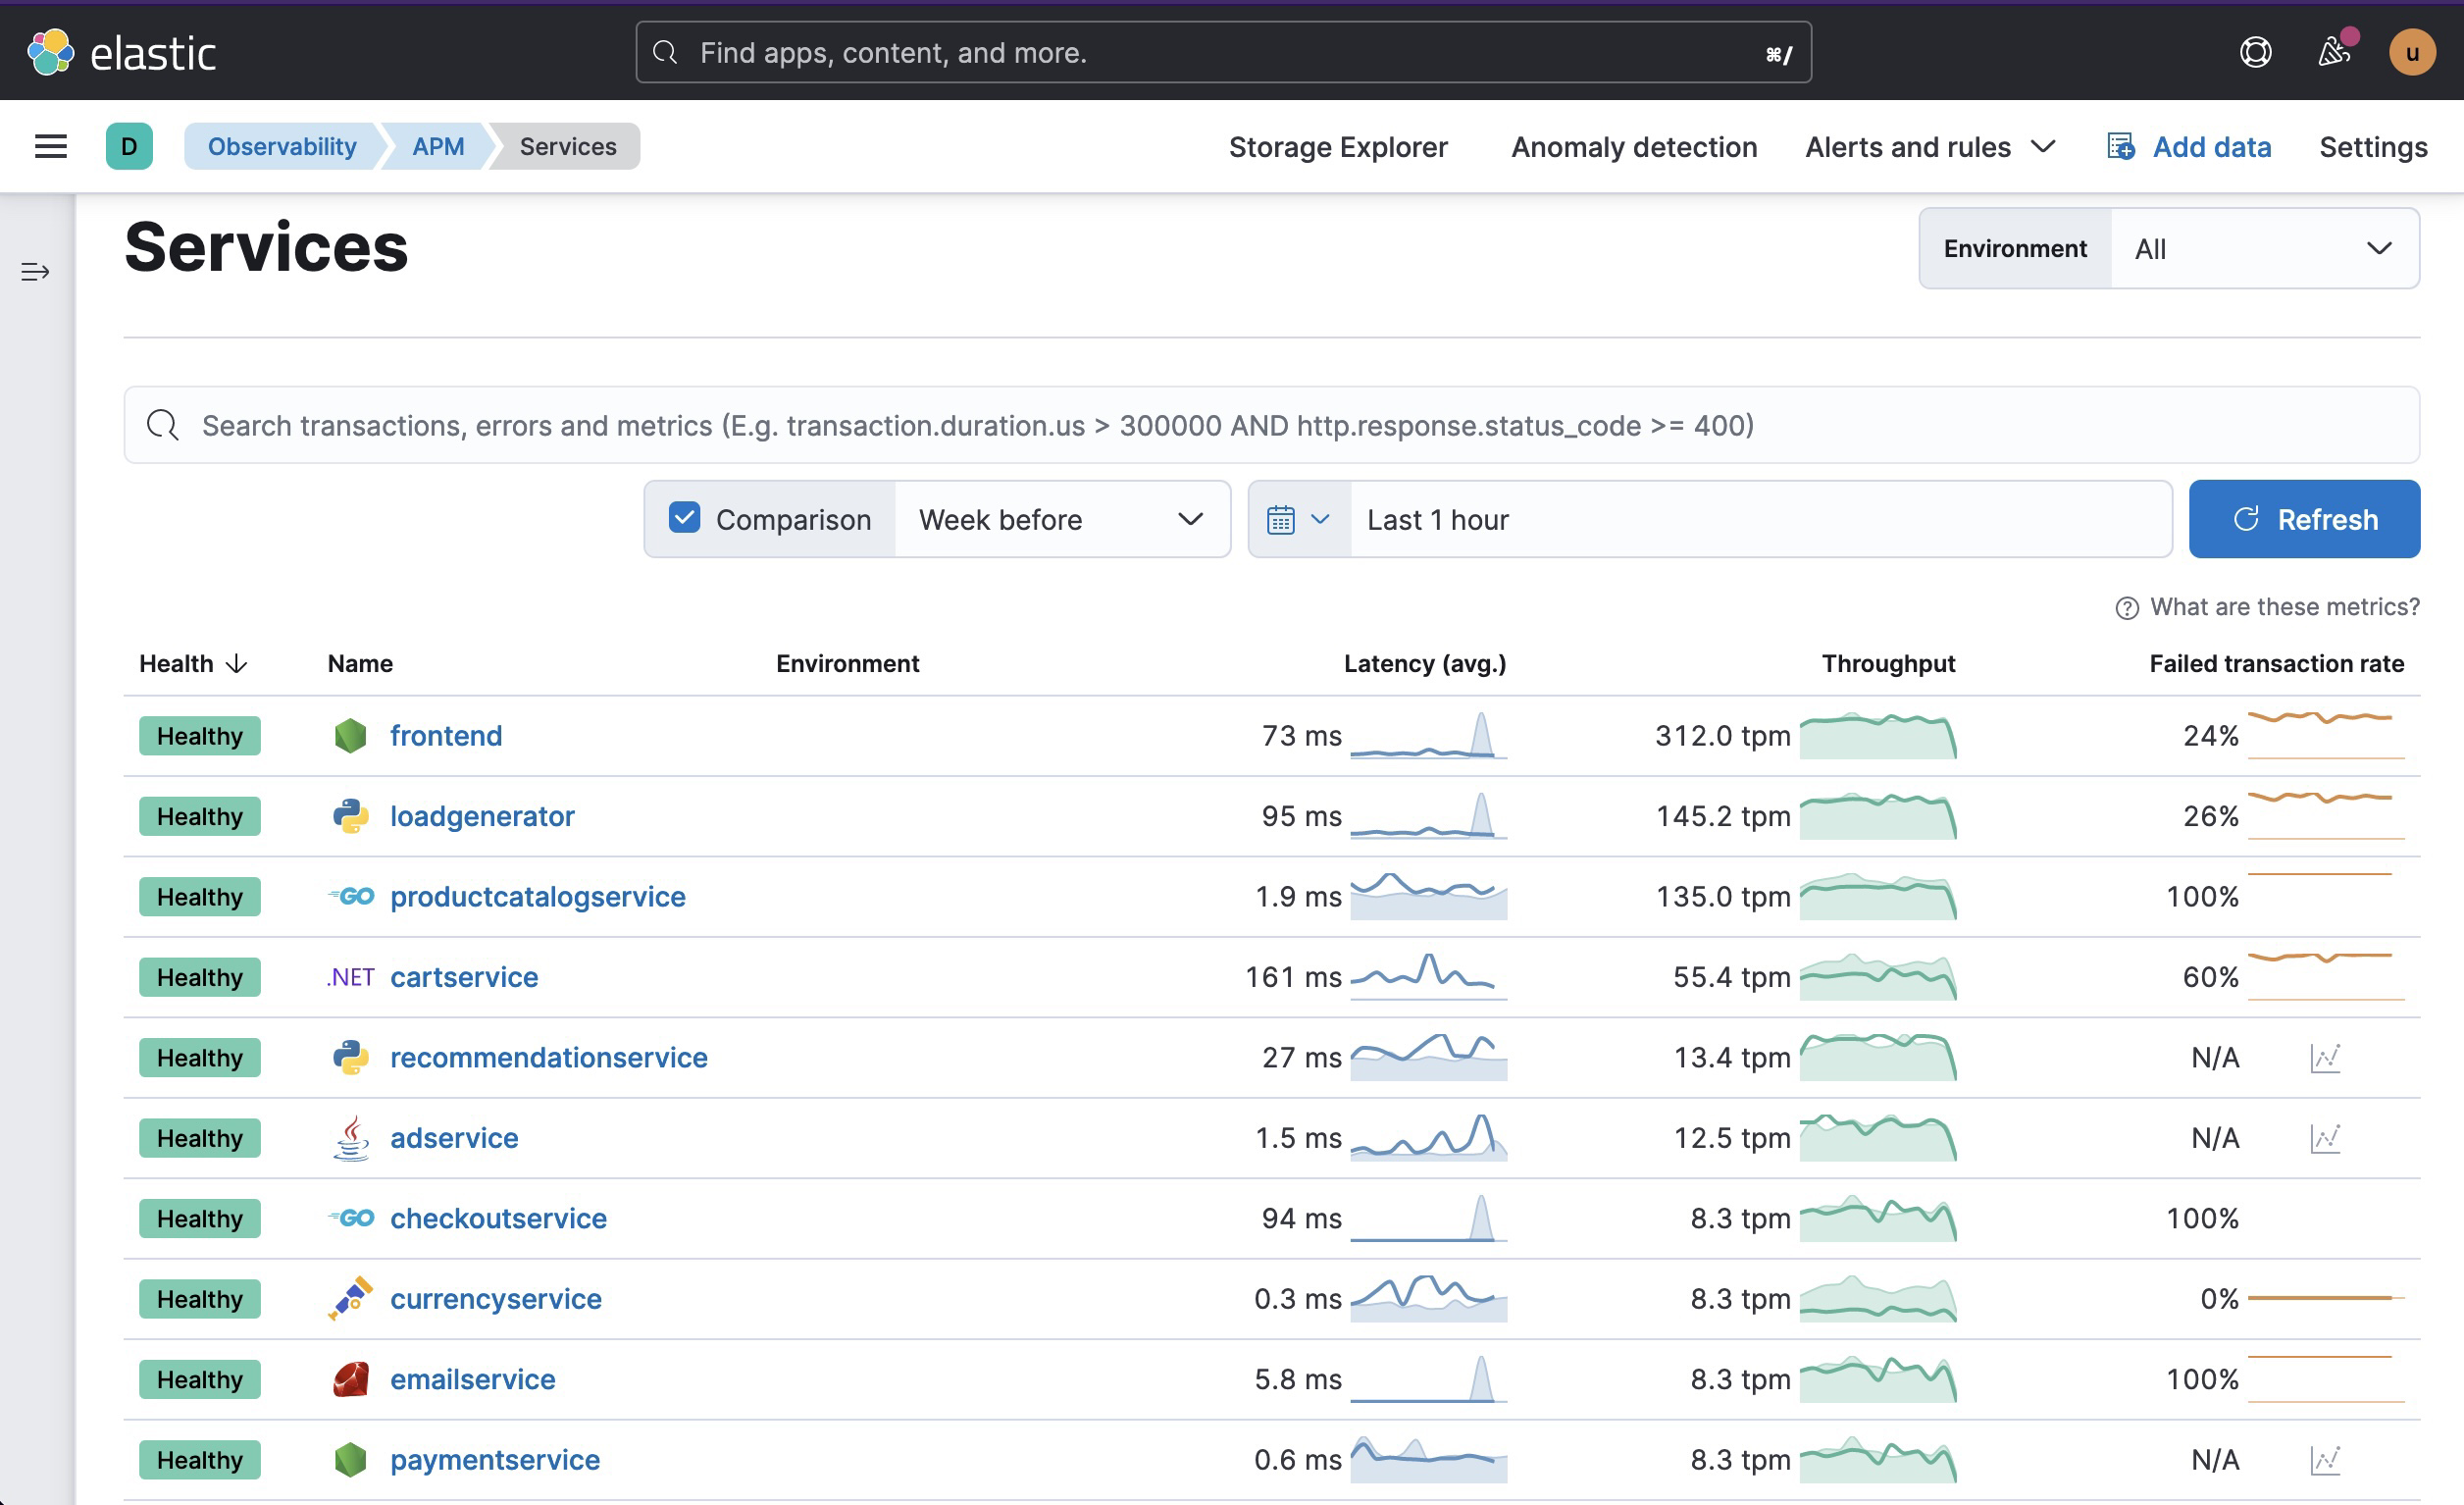 elastic
Find apps, content, and more.
⌘/
u
D
Observability
APM
Services
Storage Explorer
Anomaly detection
Alerts and rules
Add data
Settings
Services
Environment
All
Search transactions, errors and metrics (E.g. transaction.duration.us > 300000 AND http.response.status_code >= 400)
Comparison
Week before
Last 1 hour
Refresh
What are these metrics?
Health Name Environment Latency (avg.) Throughput Failed transaction rate
Healthy frontend 73 ms 312.0 tpm 24%
Healthy loadgenerator 95 ms 145.2 tpm 26%
Healthy GO productcatalogservice 1.9 ms 135.0 tpm 100%
Healthy .NET cartservice 161 ms 55.4 tpm 60%
Healthy recommendationservice 27 ms 13.4 tpm N/A
Healthy adservice 1.5 ms 12.5 tpm N/A
Healthy GO checkoutservice 94 ms 8.3 tpm 100%
Healthy currencyservice 0.3 ms 8.3 tpm 0%
Healthy emailservice 5.8 ms 8.3 tpm 100%
Healthy paymentservice 0.6 ms 8.3 tpm N/A